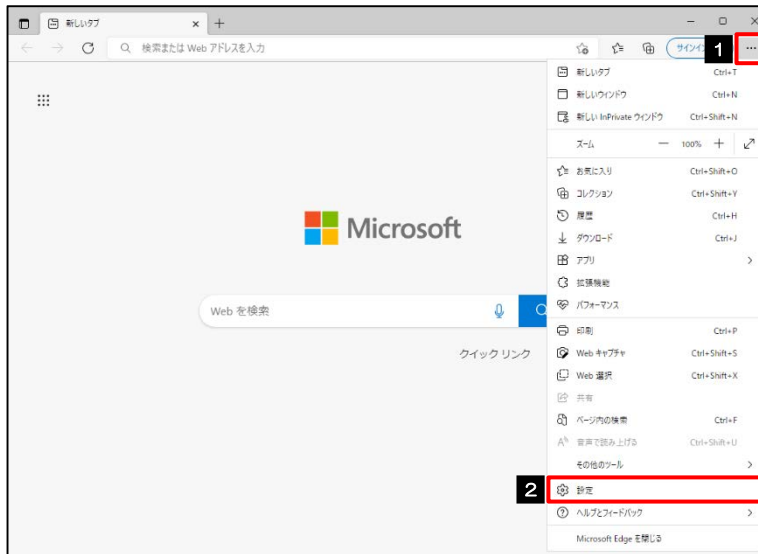 新しいタブ
検索または Web アドレスを入力
サインイン
1
新しいタブ Ctrl+T
新しいウィンドウ Ctrl+N
新しい InPrivate ウィンドウ Ctrl+Shift+N
ズーム 100%
お気に入り Ctrl+Shift+O
コレクション Ctrl+Shift+Y
履歴 Ctrl+H
ダウンロード Ctrl+J
アプリ
拡張機能
パフォーマンス
印刷 Ctrl+P
Web キャプチャ Ctrl+Shift+S
Web 選択 Ctrl+Shift+X
共有
ページ内の検索 Ctrl+F
音声で読み上げる Ctrl+Shift+U
その他のツール
2 設定
ヘルプとフィードバック
Microsoft Edge を閉じる
Microsoft
Web を検索
クイック リンク